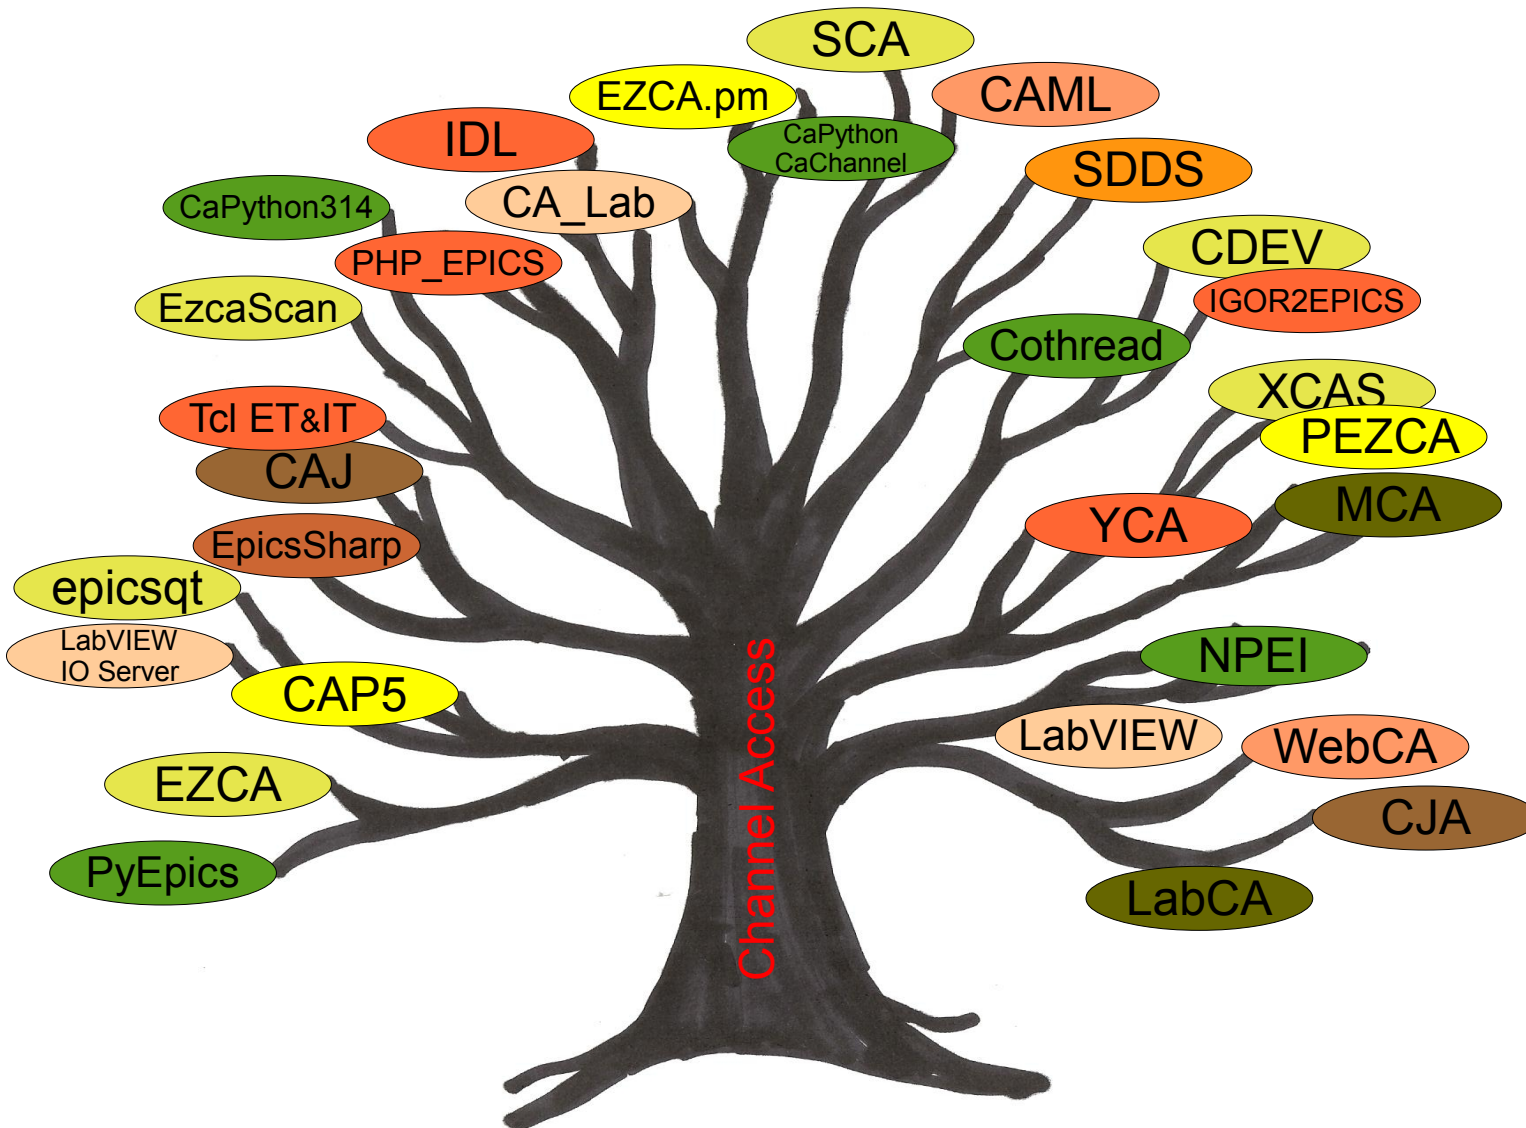 SCA
EZCA.pm
CAML
IDL
CaPython
CaChannel
SDDS
CaPython314
CA_Lab
PHP_EPICS
CDEV
EzcaScan
IGOR2EPICS
Cothread
XCAS
Tcl ET&IT
PEZCA
CAJ
MCA
YCA
EpicsSharp
epicsqt
LabVIEW
IO Server
NPEI
CAP5
LabVIEW
WebCA
EZCA
CJA
PyEpics
LabCA
Channel Access